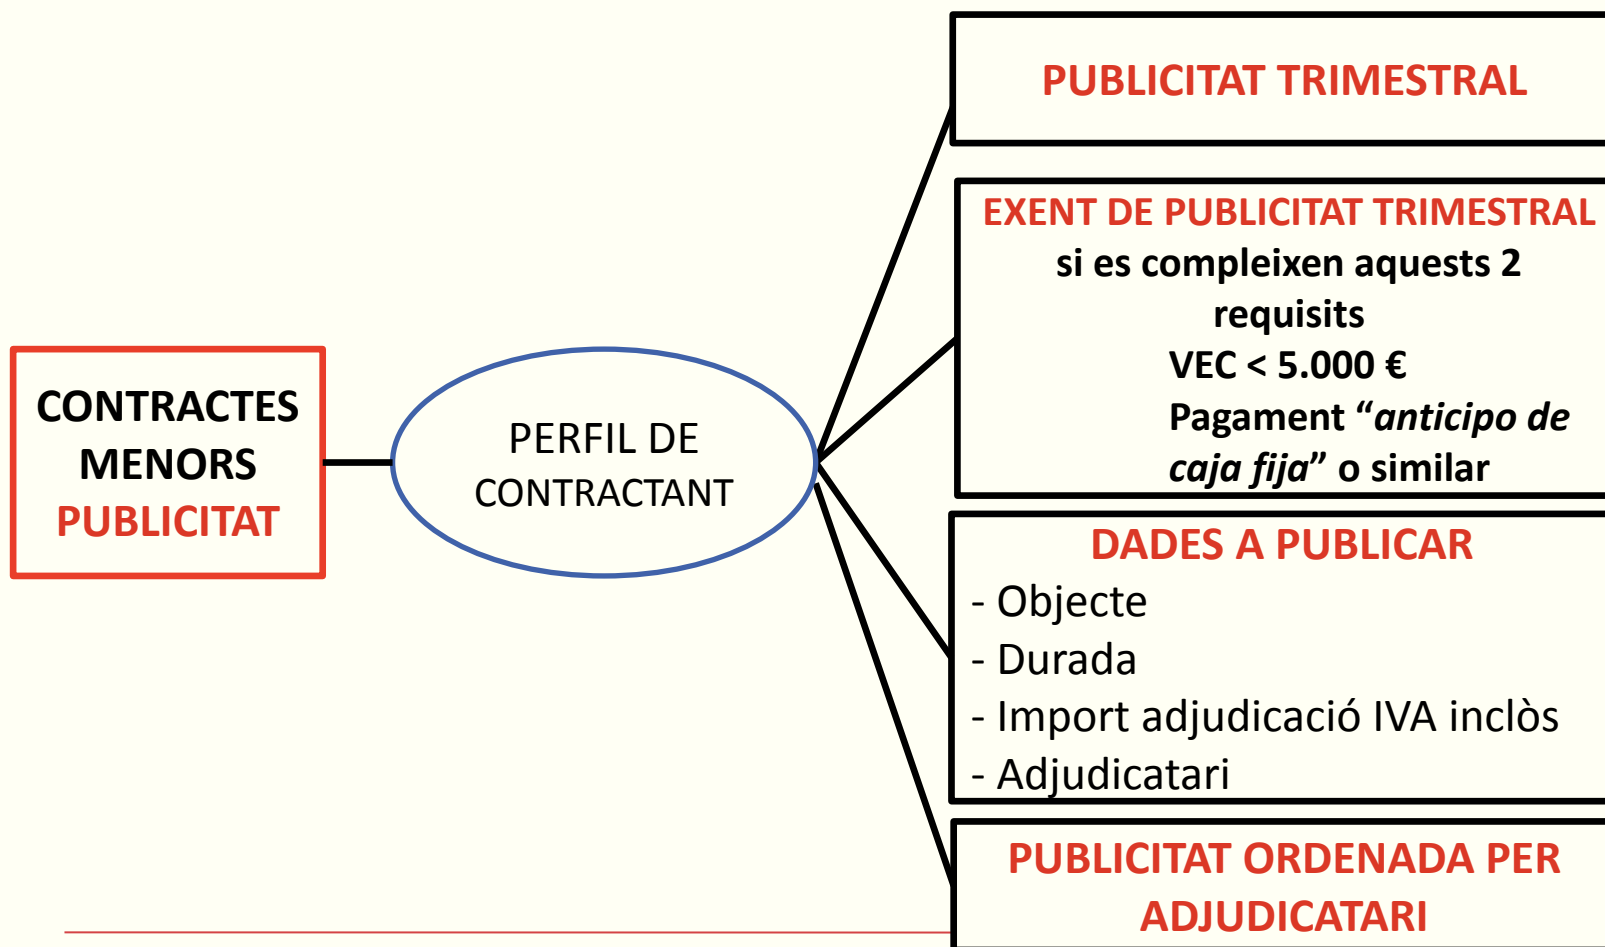 CONTRACTES
MENORS
PUBLICITAT
PERFIL DE
CONTRACTANT
PUBLICITAT TRIMESTRAL
EXENT DE PUBLICITAT TRIMESTRAL
si es compleixen aquests 2
requisits
VEC < 5.000 €
Pagament “anticipo de
caja fija” o similar
DADES A PUBLICAR
- Objecte
- Durada
- Import adjudicació IVA inclòs
- Adjudicatari
PUBLICITAT ORDENADA PER
ADJUDICATARI